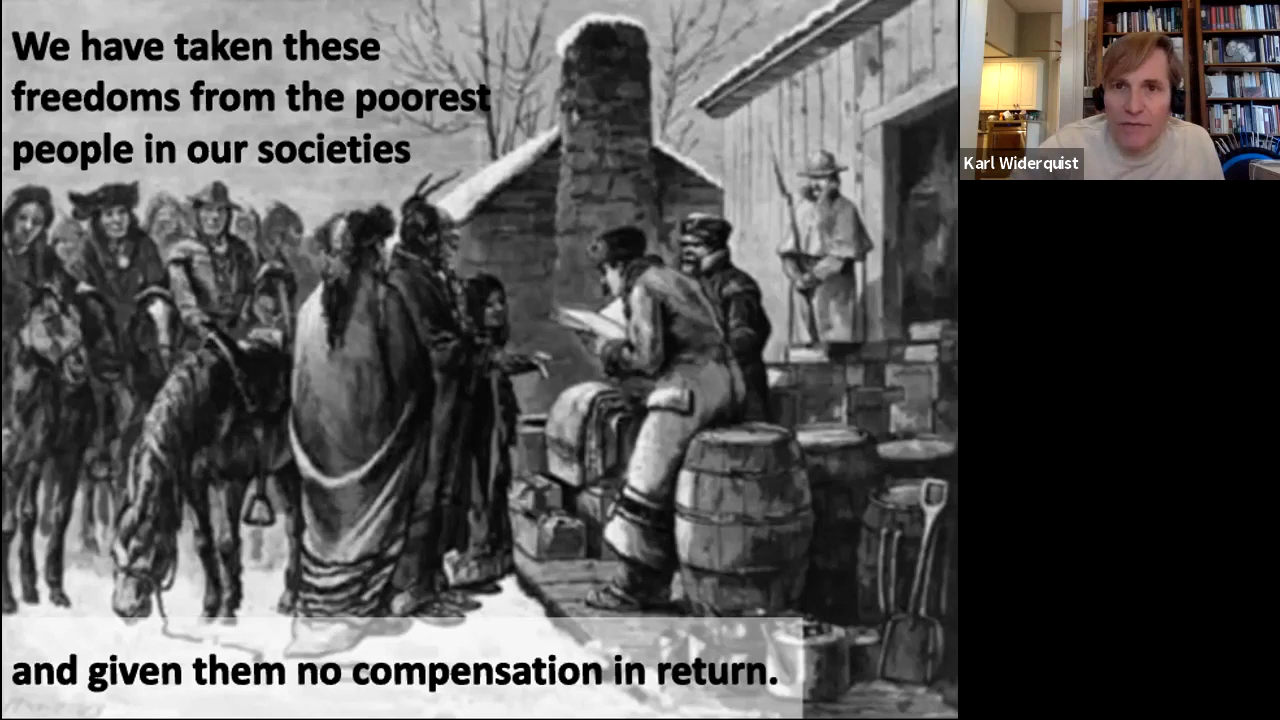 We have taken these
freedoms from the poorest
people in our societies
Karl Widerquist
and given them no compensation in return.